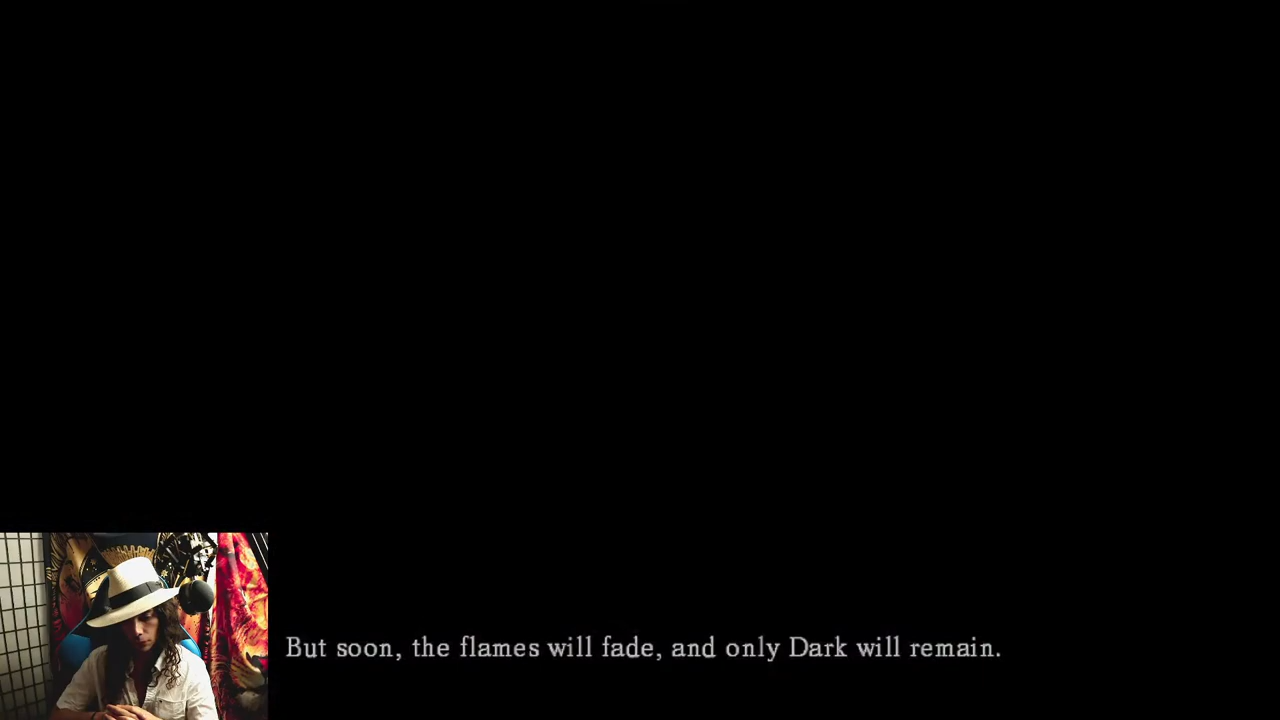 But soon, the flames will fade, and only Dark will remain.